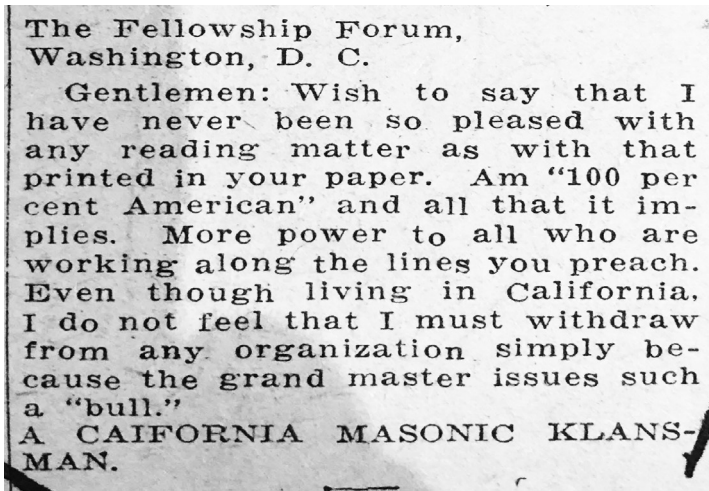 The Fellowship Forum,
Washington, D. C.
Gentlemen: Wish to say that I
have never been so pleased with
any reading matter as with that
printed in your paper. Am "100 per
cent American" and all that it im-
plies. More power to all who are
working along the lines you preach.
Even though living in California,
I do not feel that I must withdraw
from any organization simply be-
cause the grand master issues such
a "bull."
A CAIFORNIA MASONIC KLANS-
MAN.